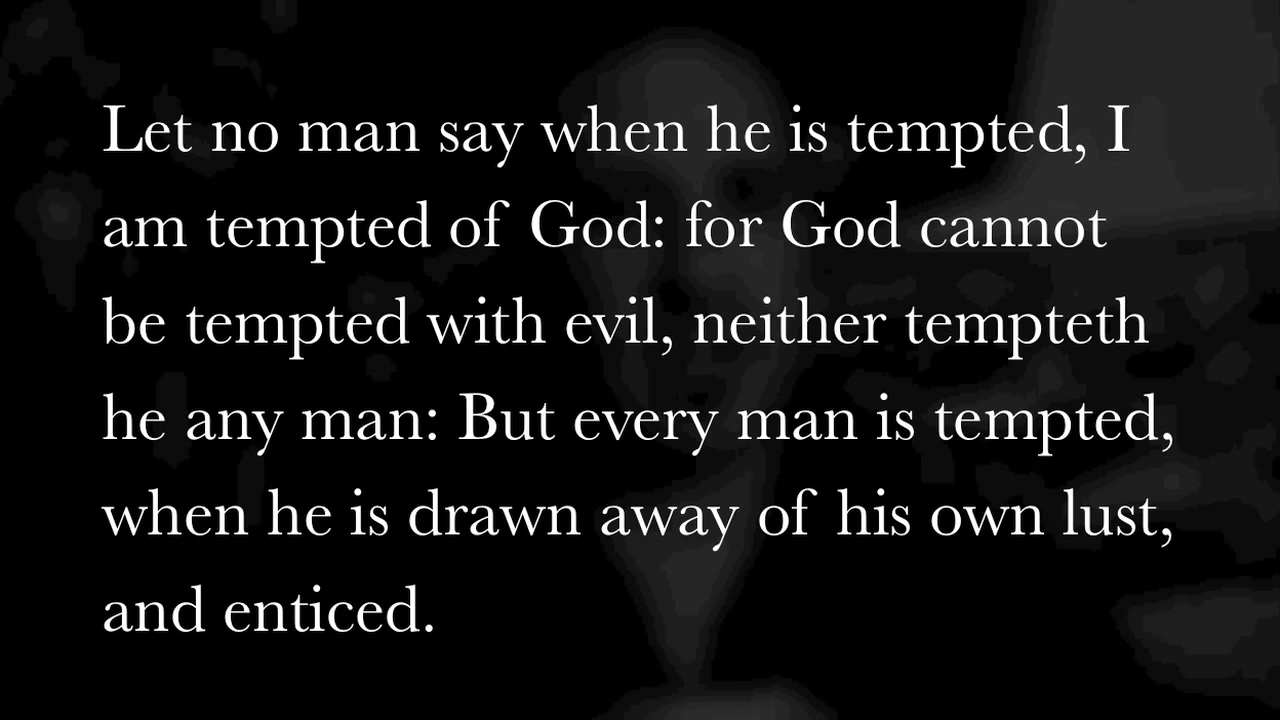 Let no man say when he is tempted, I
am tempted of God: for God cannot
be tempted with evil, neither tempteth
he any man: But every man is tempted,
when he is drawn away of his own lust,
and enticed.